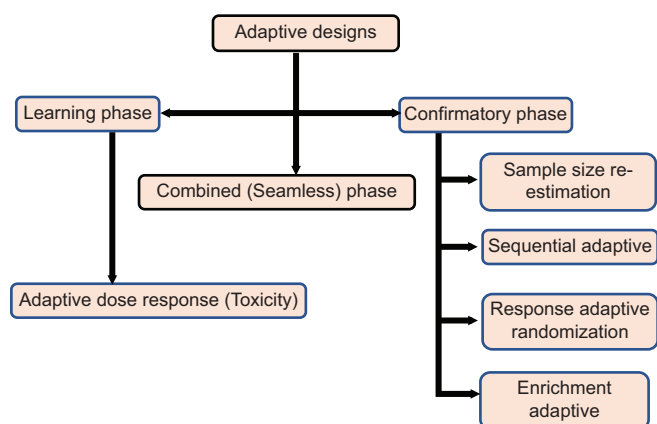 Adaptive designs
Learning phase
Confirmatory phase
Combined (Seamless) phase
Sample size re-
estimation
Sequential adaptive
Adaptive dose response (Toxicity)
Response adaptive
randomization
Enrichment
adaptive